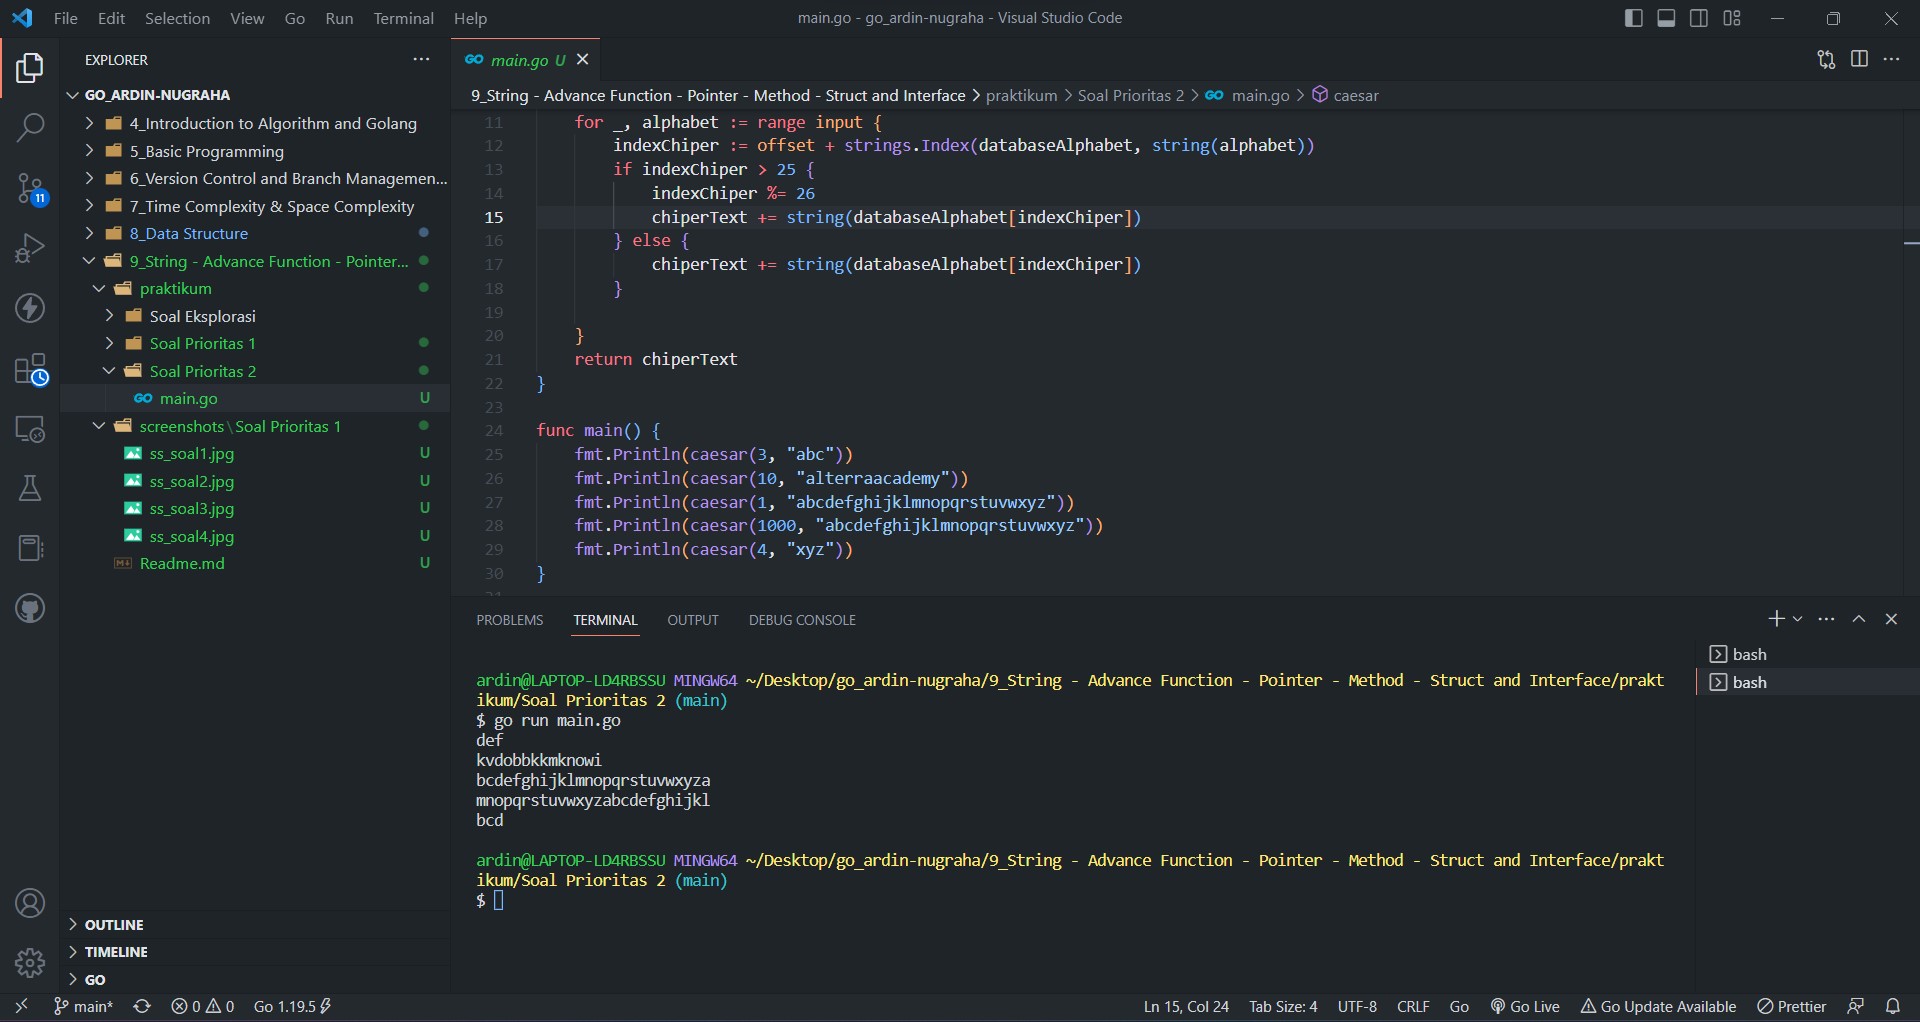 File Edit Selection View Go Run Terminal Help
main.go - go_ardin-nugraha - Visual Studio Code
EXPLORER
GO_ARDIN-NUGRAHA
4_Introduction to Algorithm and Golang
5_Basic Programming
6_Version Control and Branch Managemen...
7_Time Complexity & Space Complexity
8_Data Structure
9_String - Advance Function - Pointer...
praktikum
Soal Eksplorasi
Soal Prioritas 1
Soal Prioritas 2
main.go U
screenshots\Soal Prioritas 1
ss_soal1.jpg U
ss_soal2.jpg U
ss_soal3.jpg U
ss_soal4.jpg U
Readme.md U
OUTLINE
TIMELINE
GO
11
main.go U
9_String - Advance Function - Pointer - Method - Struct and Interface > praktikum > Soal Prioritas 2 > main.go > caesar
11 for _, alphabet := range input {
12 indexChiper := offset + strings.Index(databaseAlphabet, string(alphabet))
13 if indexChiper > 25 {
14 indexChiper %= 26
15 chiperText += string(databaseAlphabet[indexChiper])
16 } else {
17 chiperText += string(databaseAlphabet[indexChiper])
18 }
19
20 }
21 return chiperText
22 }
23
24 func main() {
25 fmt.Println(caesar(3, "abc"))
26 fmt.Println(caesar(10, "alterraacademy"))
27 fmt.Println(caesar(1, "abcdefghijklmnopqrstuvwxyz"))
28 fmt.Println(caesar(1000, "abcdefghijklmnopqrstuvwxyz"))
29 fmt.Println(caesar(4, "xyz"))
30 }
PROBLEMS TERMINAL OUTPUT DEBUG CONSOLE
bash
bash
ardin@LAPTOP-LD4RBSSU MINGW64 ~/Desktop/go_ardin-nugraha/9_String - Advance Function - Pointer - Method - Struct and Interface/prakt
ikum/Soal Prioritas 2 (main)
$ go run main.go
def
kvdobbkkmknowi
bcdefghijklmnopqrstuvwxyza
mnopqrstuvwxyzabcdefghijkl
bcd
ardin@LAPTOP-LD4RBSSU MINGW64 ~/Desktop/go_ardin-nugraha/9_String - Advance Function - Pointer - Method - Struct and Interface/prakt
ikum/Soal Prioritas 2 (main)
$
main* 0 0 Go 1.19.5 Ln 15, Col 24 Tab Size: 4 UTF-8 CRLF Go Go Live Go Update Available Prettier